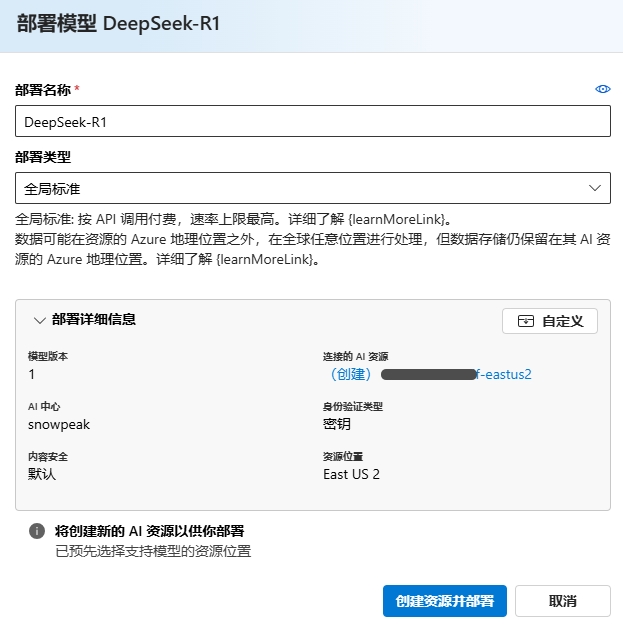 部署模型 DeepSeek-R1
部署名称 *
DeepSeek-R1
部署类型
全局标准
全局标准: 按 API 调用付费，速率上限最高。详细了解 {learnMoreLink}。
数据可能在资源的 Azure 地理位置之外，在全球任意位置进行处理，但数据存储仍保留在其 AI 资
源的 Azure 地理位置。详细了解 {learnMoreLink}。
部署详细信息
自定义
模型版本
1
连接的 AI 资源
（创建） f-eastus2
AI 中心
snowpeak
身份验证类型
密钥
内容安全
默认
资源位置
East US 2
将创建新的 AI 资源以供你部署
已预先选择支持模型的资源位置
创建资源并部署
取消